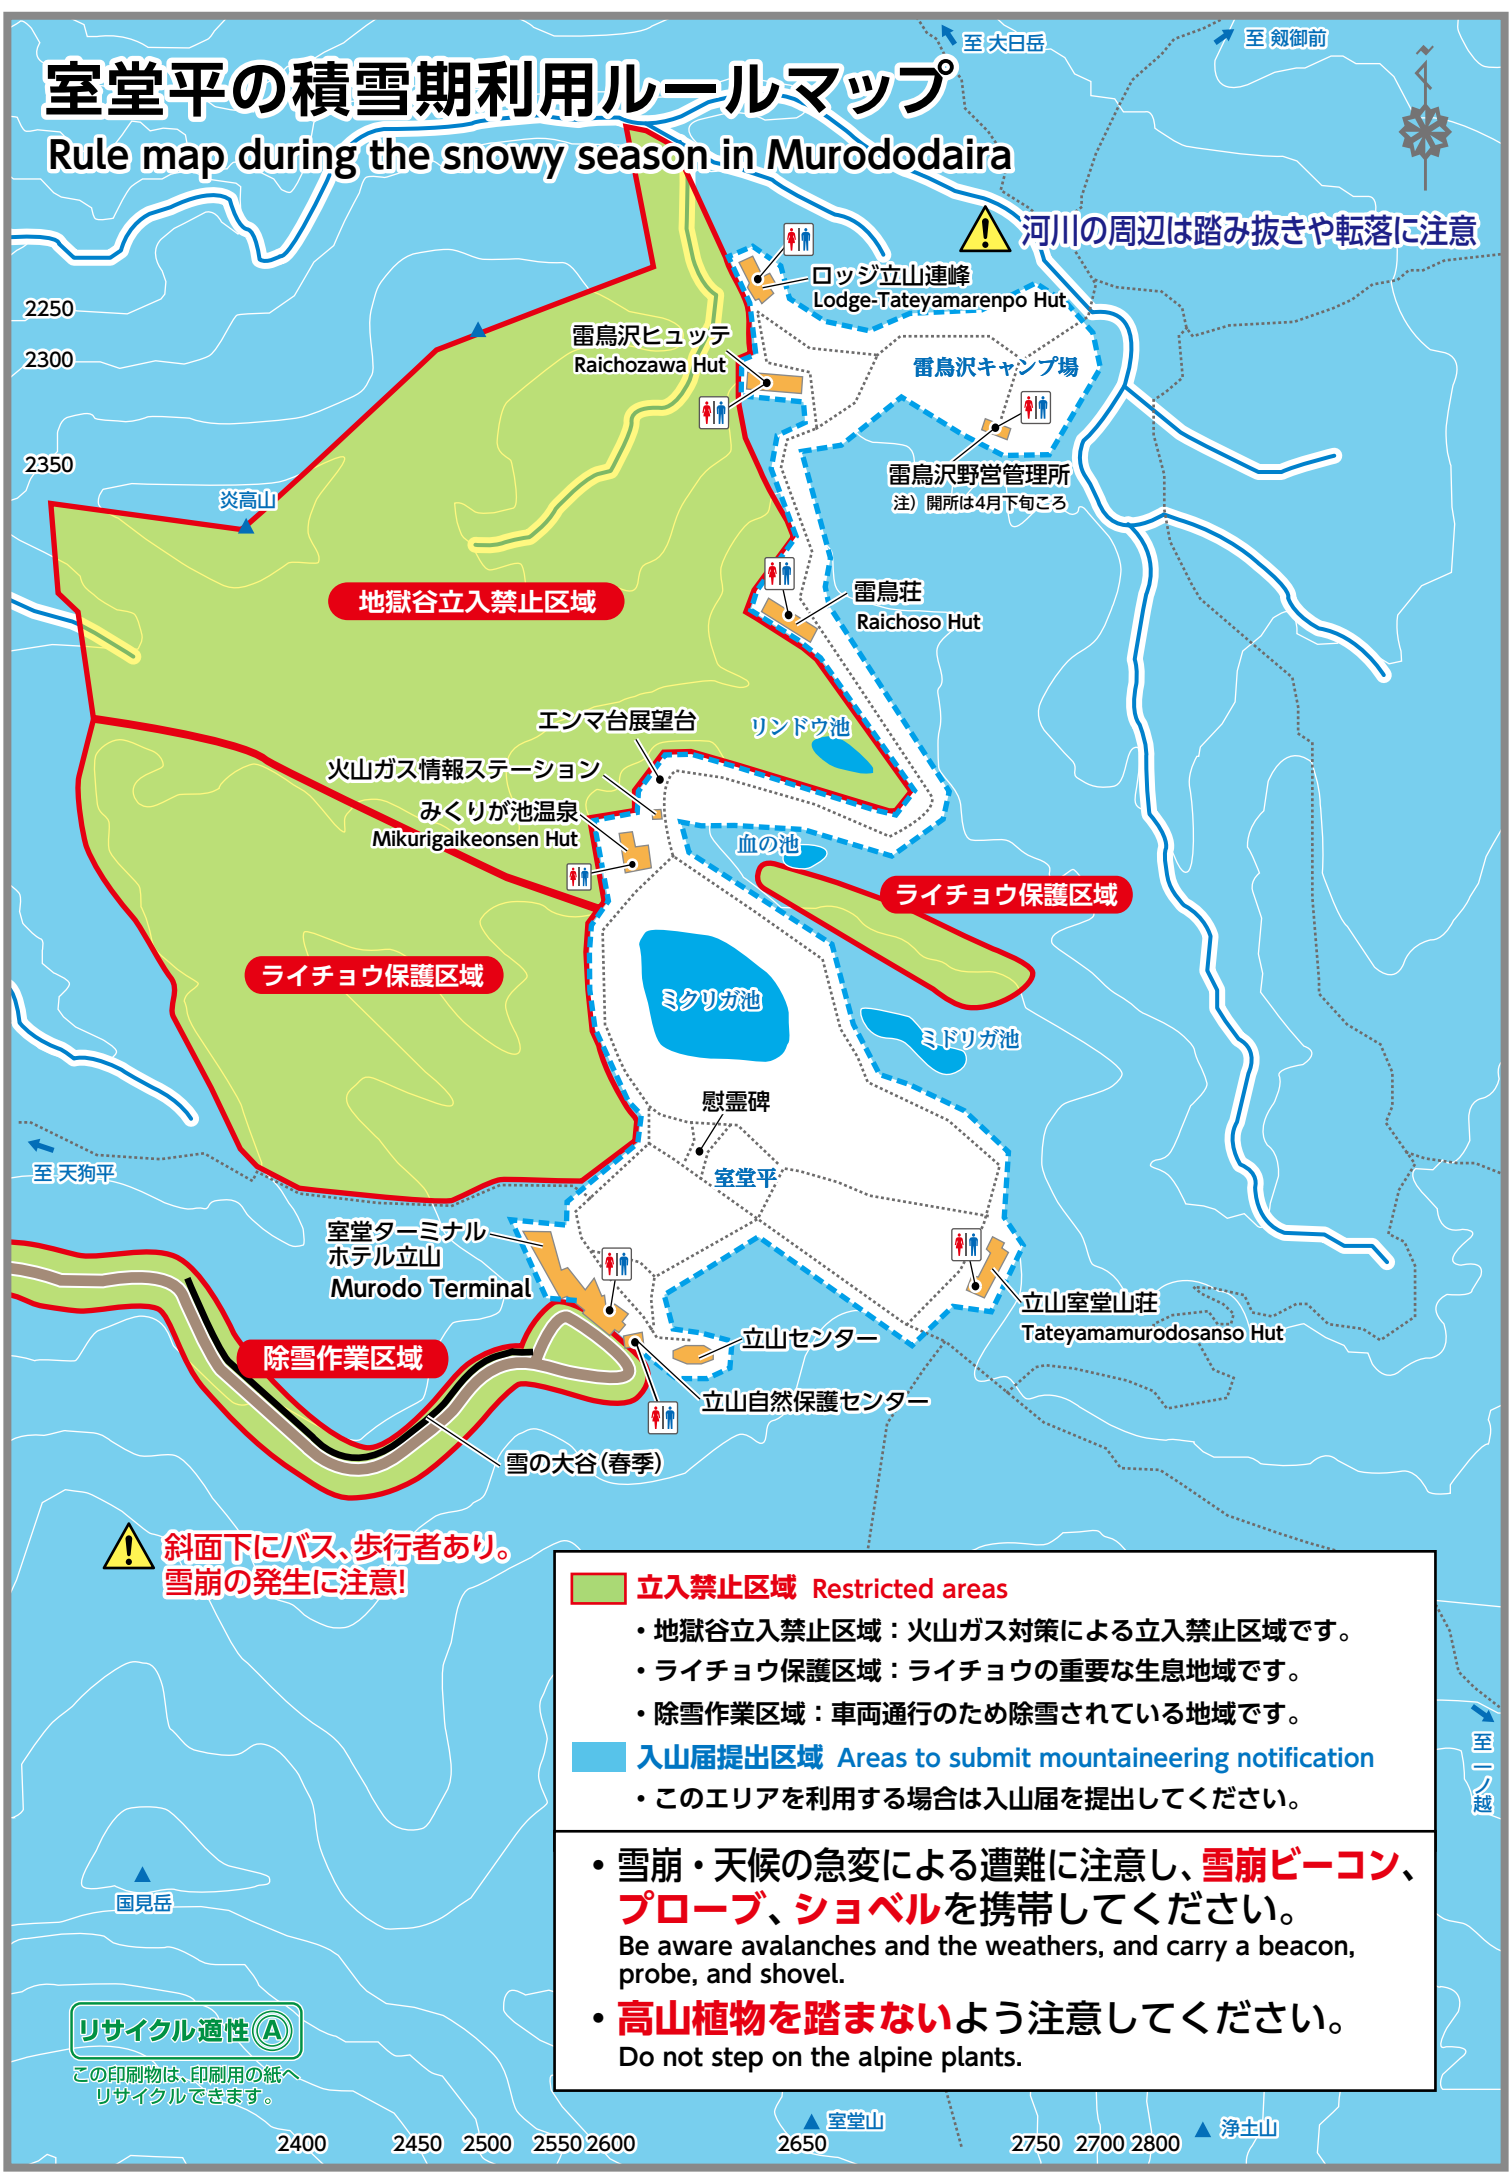 室堂平の積雪期利用ルールマップ
Rule map during the snowy season in Murododaira
至 大日岳
至 剱御前
河川の周辺は踏み抜きや転落に注意
ロッジ立山連峰
Lodge-Tateyamarenpo Hut
2250
2300
2350
雷鳥沢ヒュッテ
Raichozawa Hut
雷鳥沢キャンプ場
雷鳥沢野営管理所
注）開所は4月下旬ころ
炎高山
地獄谷立入禁止区域
雷鳥荘
Raichoso Hut
エンマ台展望台
リンドウ池
火山ガス情報ステーション
みくりが池温泉
Mikurigaikeonsen Hut
血の池
ライチョウ保護区域
ライチョウ保護区域
ミクリガ池
ミドリガ池
慰霊碑
至 天狗平
室堂平
室堂ターミナル
ホテル立山
Murodo Terminal
立山室堂山荘
Tateyamamurodosanso Hut
立山センター
除雪作業区域
立山自然保護センター
雪の大谷（春季）
斜面下にバス、歩行者あり。
雪崩の発生に注意!
立入禁止区域 Restricted areas
・地獄谷立入禁止区域：火山ガス対策による立入禁止区域です。
・ライチョウ保護区域：ライチョウの重要な生息地域です。
・除雪作業区域：車両通行のため除雪されている地域です。
入山届提出区域 Areas to submit mountaineering notification
・このエリアを利用する場合は入山届を提出してください。
至 一ノ越
・雪崩・天候の急変による遭難に注意し、雪崩ビーコン、
プローブ、ショベルを携帯してください。
Be aware avalanches and the weathers, and carry a beacon,
probe, and shovel.
・高山植物を踏まないよう注意してください。
Do not step on the alpine plants.
国見岳
リサイクル適性Ⓐ
この印刷物は、印刷用の紙へ
リサイクルできます。
室堂山
浄土山
2400 2450 2500 2550 2600 2650 2750 2700 2800